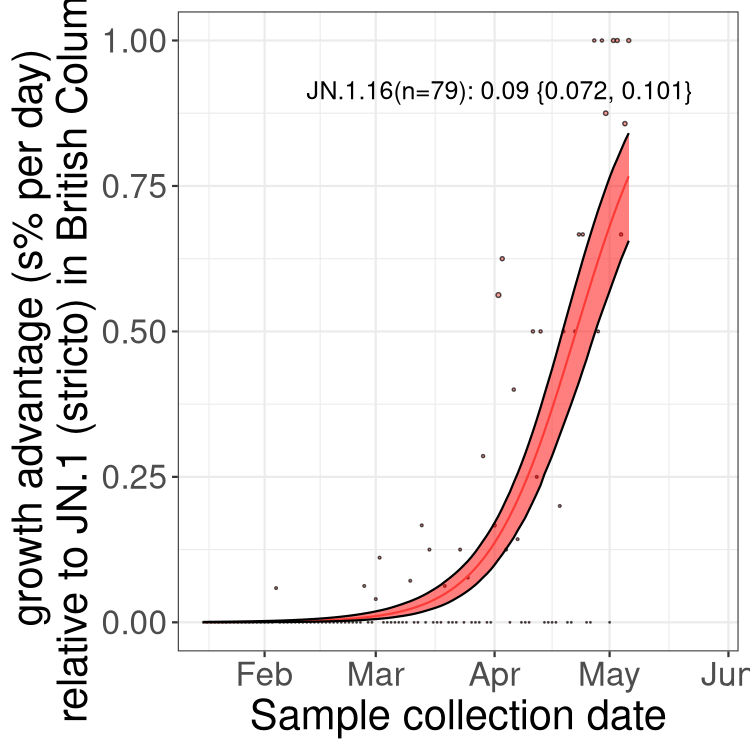 growth advantage (s% per day)
relative to JN.1 (stricto) in British Colum
1.00
0.75
0.50
0.25
0.00
JN.1.16(n=79): 0.09 {0.072, 0.101}
Feb Mar Apr May Jun
Sample collection date